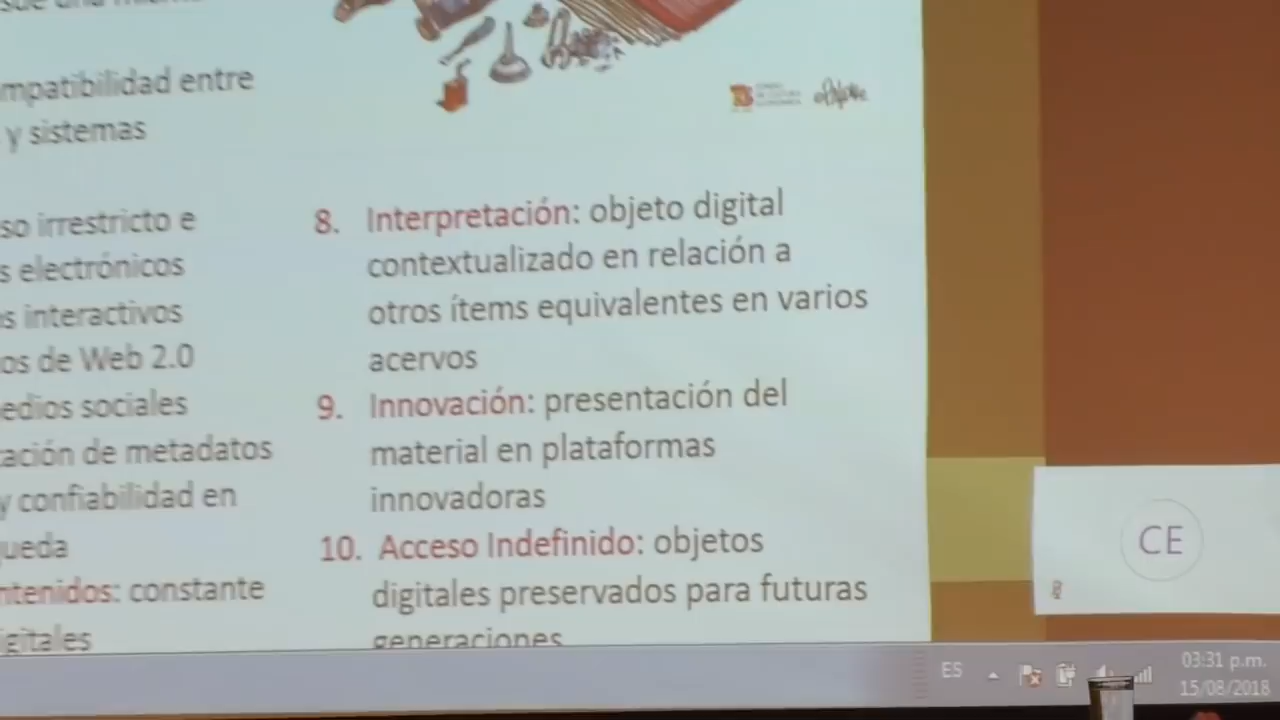 mpatibilidad entre
y sistemas
so irrestricto e
s electrónicos
s interactivos
os de Web 2.0
edios sociales
ación de metadatos
y confiabilidad en
ueda
ntenidos: constante
igitales
8. Interpretación: objeto digital
contextualizado en relación a
otros ítems equivalentes en varios
acervos
9. Innovación: presentación del
material en plataformas
innovadoras
10. Acceso Indefinido: objetos
digitales preservados para futuras
generaciones
CE
ES
03:31 p.m.
15/08/2018